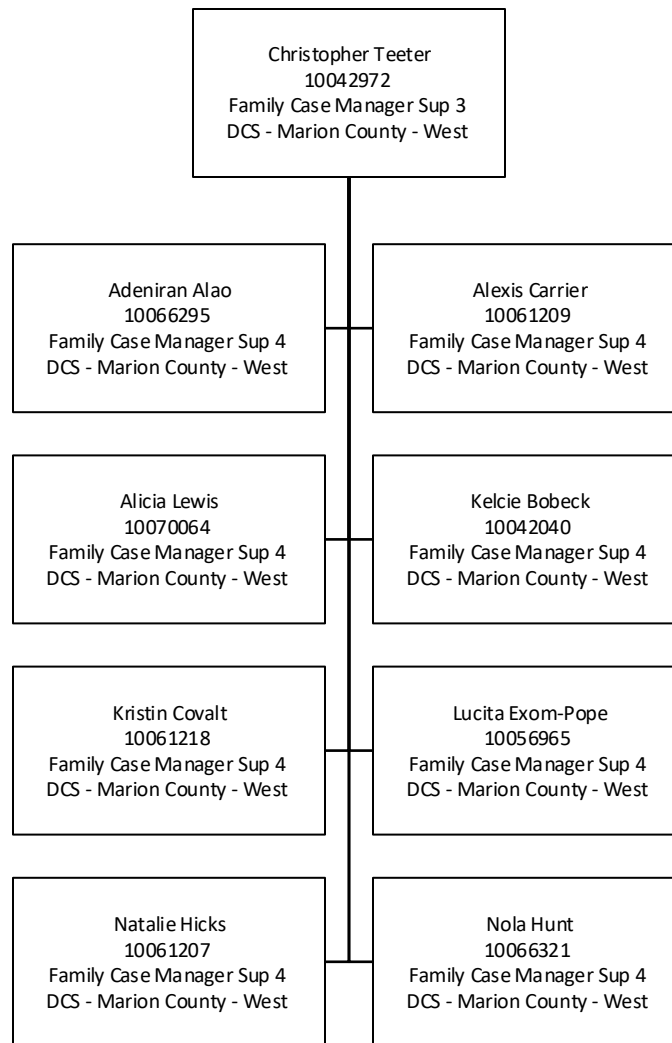 Christopher Teeter
10042972
Family Case Manager Sup 3
DCS - Marion County - West
Adeniran Alao
10066295
Family Case Manager Sup 4
DCS - Marion County - West
Alexis Carrier
10061209
Family Case Manager Sup 4
DCS - Marion County - West
Alicia Lewis
10070064
Family Case Manager Sup 4
DCS - Marion County - West
Kelcie Bobeck
10042040
Family Case Manager Sup 4
DCS - Marion County - West
Kristin Covalt
10061218
Family Case Manager Sup 4
DCS - Marion County - West
Lucita Exom-Pope
10056965
Family Case Manager Sup 4
DCS - Marion County - West
Natalie Hicks
10061207
Family Case Manager Sup 4
DCS - Marion County - West
Nola Hunt
10066321
Family Case Manager Sup 4
DCS - Marion County - West